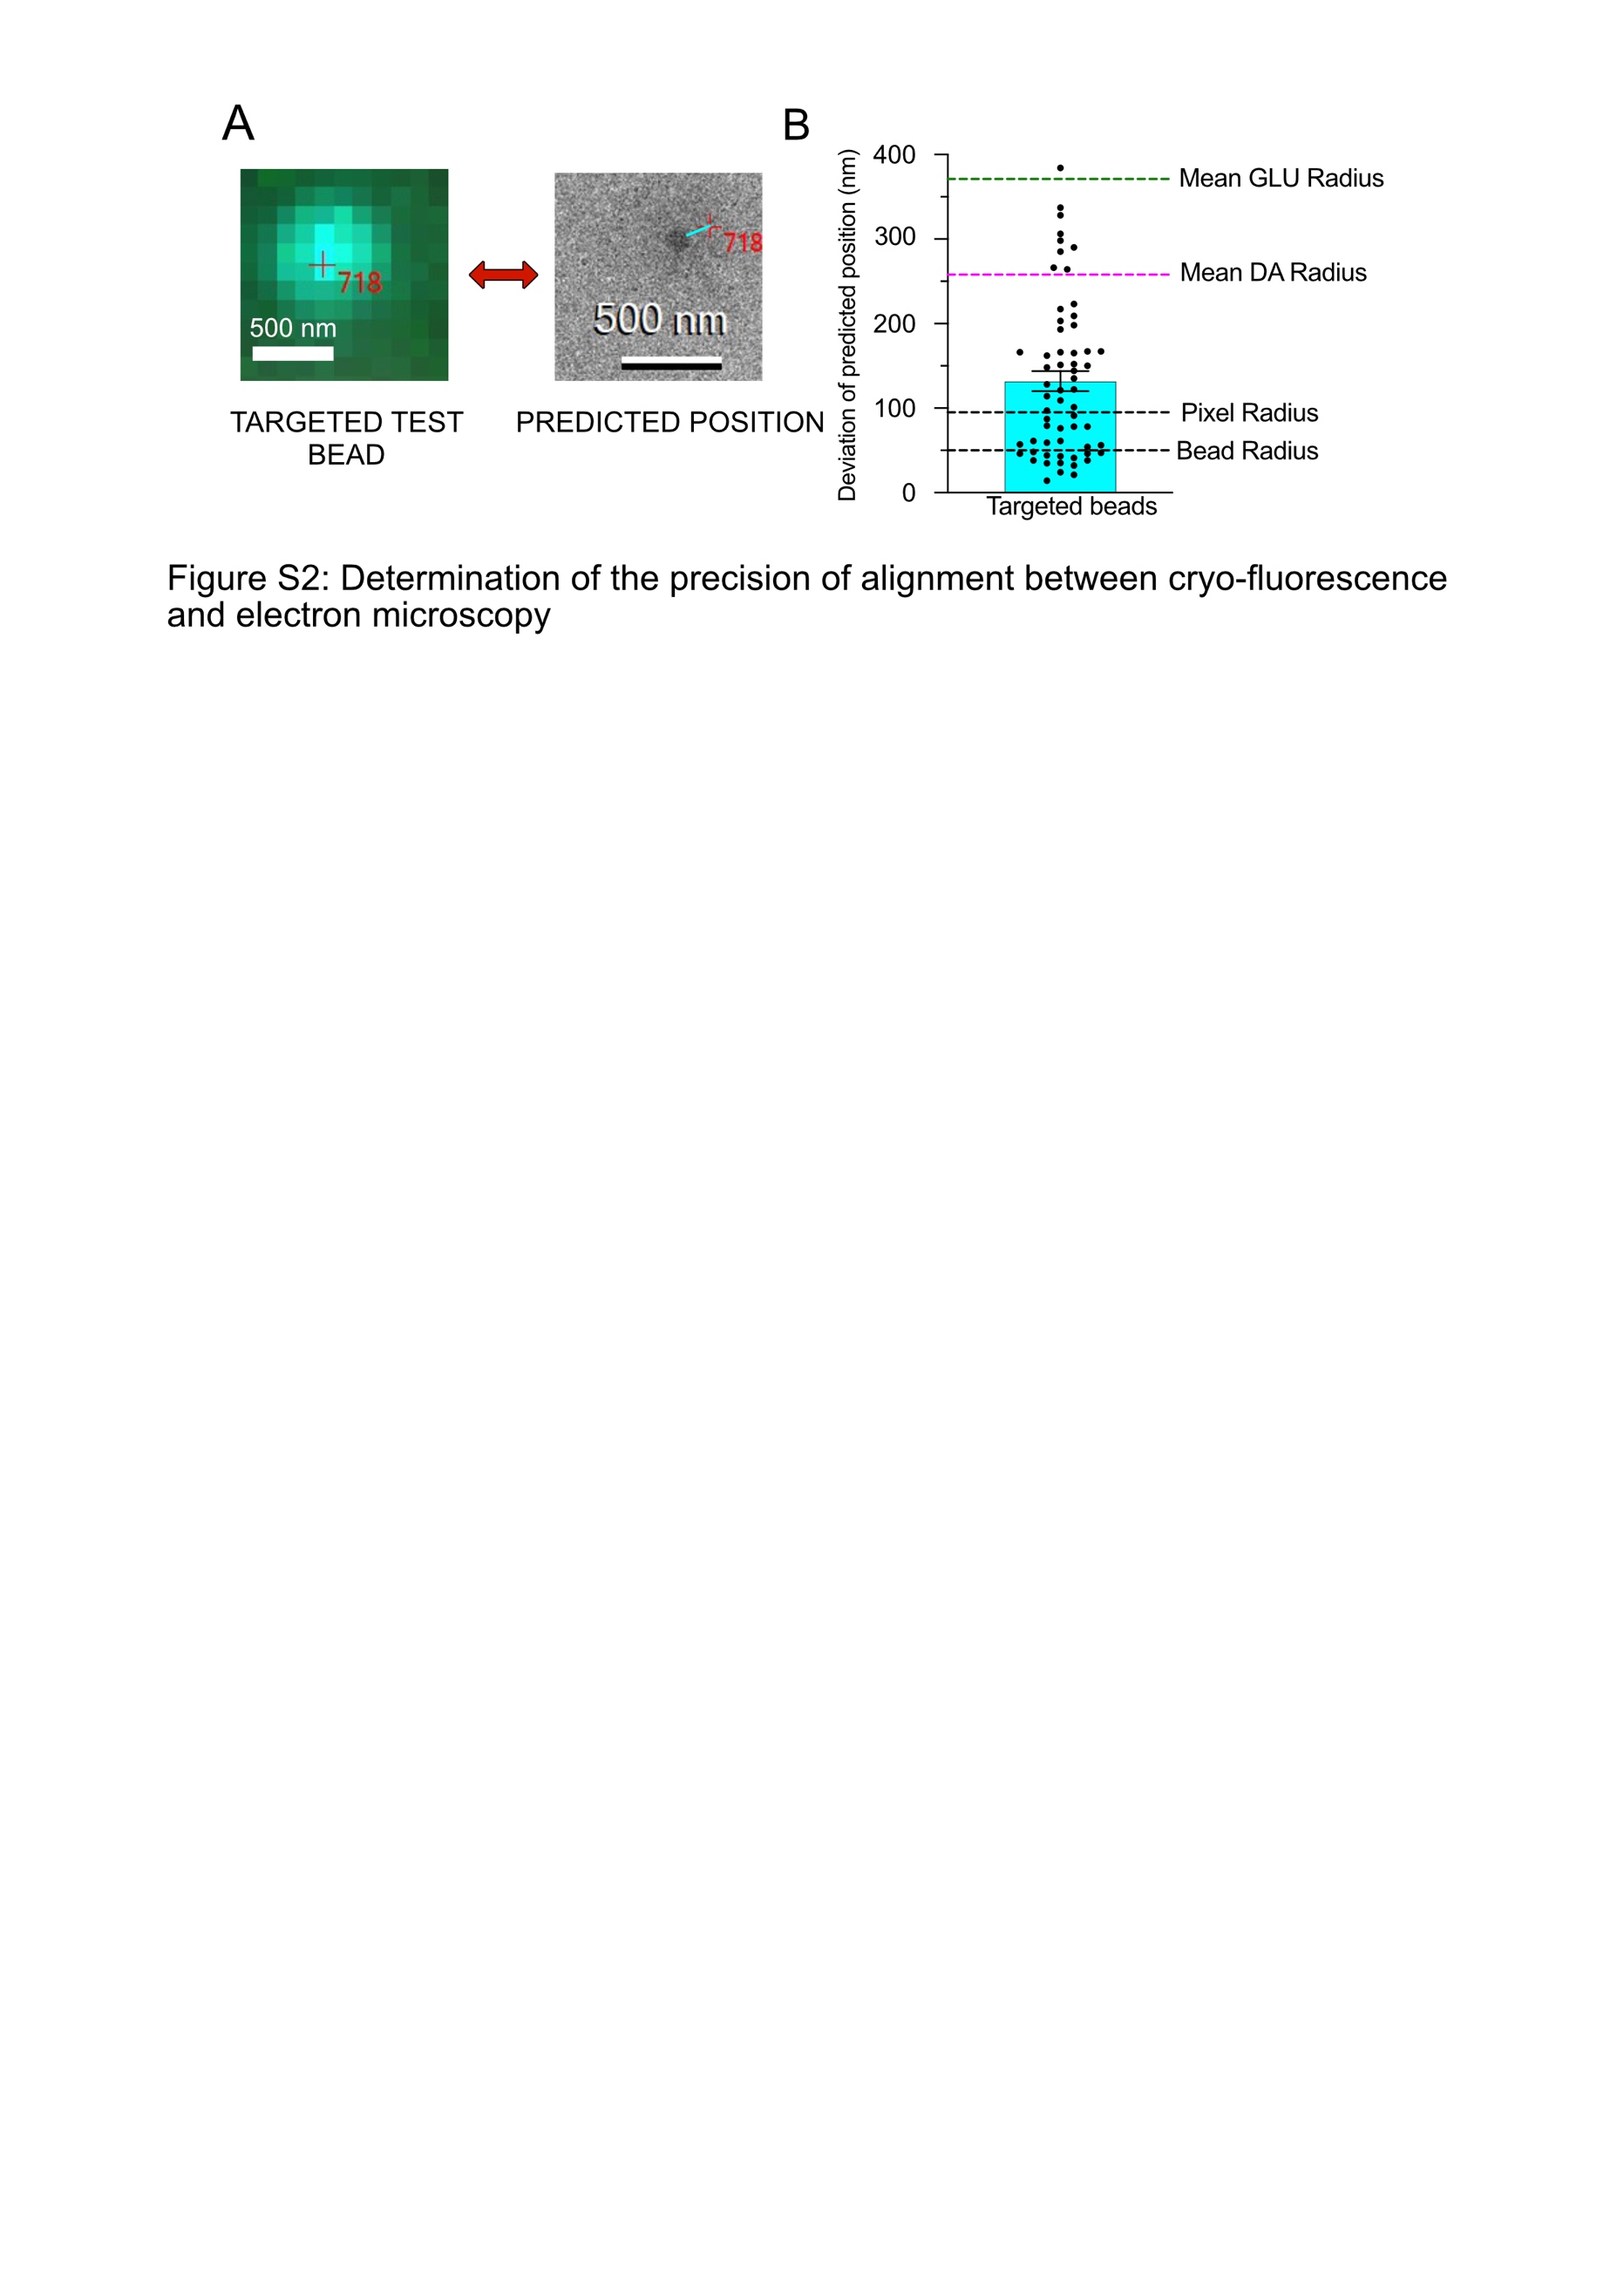 A
718
500 nm
TARGETED TEST
BEAD
718
500 nm
PREDICTED POSITION
B
Deviation of predicted position (nm)
400
300
200
100
0
Mean GLU Radius
Mean DA Radius
Pixel Radius
Bead Radius
Targeted beads
Figure S2: Determination of the precision of alignment between cryo-fluorescence
and electron microscopy